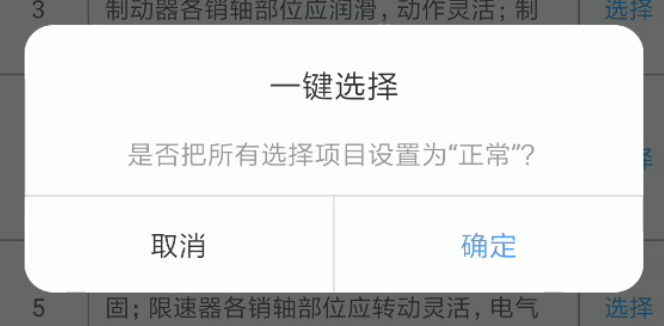 3 制动器各销轴部位应润滑，动作灵活；制 选择
一键选择
是否把所有选择项目设置为“正常”？
取消 确定
5 固；限速器各销轴部位应转动灵活，电气 选择